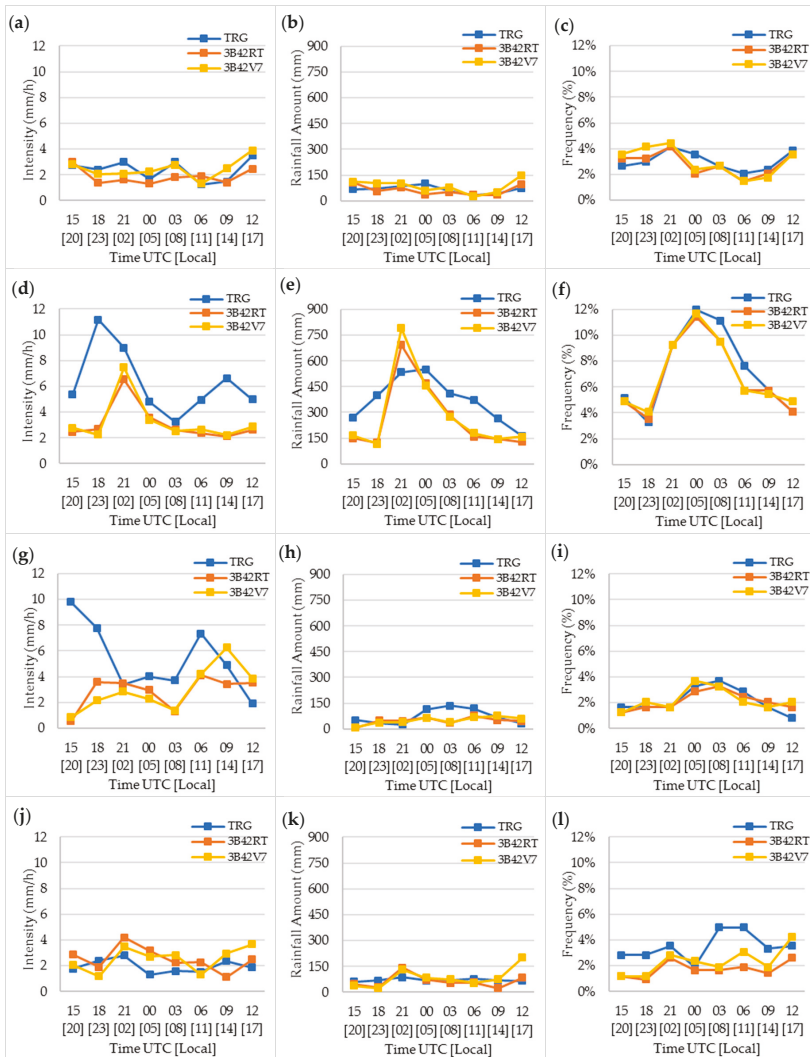 (a)
12
10
8
6
4
2
0
Intensity (mm/h)
TRG
3B42RT
3B42V7
15 18 21 00 03 06 09 12
[20] [23] [02] [05] [08] [11] [14] [17]
Time UTC [Local]
(b)
900
750
600
450
300
150
0
Rainfall Amount (mm)
TRG
3B42RT
3B42V7
15 18 21 00 03 06 09 12
[20] [23] [02] [05] [08] [11] [14] [17]
Time UTC [Local]
(c)
12%
10%
8%
6%
4%
2%
0%
Frequency (%)
TRG
3B42RT
3B42V7
15 18 21 00 03 06 09 12
[20] [23] [02] [05] [08] [11] [14] [17]
Time UTC [Local]
(d)
12
10
8
6
4
2
0
Intensity (mm/h)
TRG
3B42RT
3B42V7
15 18 21 00 03 06 09 12
[20] [23] [02] [05] [08] [11] [14] [17]
Time UTC [Local]
(e)
900
750
600
450
300
150
0
Rainfall Amount (mm)
TRG
3B42RT
3B42V7
15 18 21 00 03 06 09 12
[20] [23] [02] [05] [08] [11] [14] [17]
Time UTC [Local]
(f)
12%
10%
8%
6%
4%
2%
0%
Frequency (%)
TRG
3B42RT
3B42V7
15 18 21 00 03 06 09 12
[20] [23] [02] [05] [08] [11] [14] [17]
Time UTC [Local]
(g)
12
10
8
6
4
2
0
Intensity (mm/h)
TRG
3B42RT
3B42V7
15 18 21 00 03 06 09 12
[20] [23] [02] [05] [08] [11] [14] [17]
Time UTC [Local]
(h)
900
750
600
450
300
150
0
Rainfall Amount (mm)
TRG
3B42RT
3B42V7
15 18 21 00 03 06 09 12
[20] [23] [02] [05] [08] [11] [14] [17]
Time UTC [Local]
(i)
12%
10%
8%
6%
4%
2%
0%
Frequency (%)
TRG
3B42RT
3B42V7
15 18 21 00 03 06 09 12
[20] [23] [02] [05] [08] [11] [14] [17]
Time UTC [Local]
(j)
12
10
8
6
4
2
0
Intensity (mm/h)
TRG
3B42RT
3B42V7
15 18 21 00 03 06 09 12
[20] [23] [02] [05] [08] [11] [14] [17]
Time UTC [Local]
(k)
900
750
600
450
300
150
0
Rainfall Amount (mm)
TRG
3B42RT
3B42V7
15 18 21 00 03 06 09 12
[20] [23] [02] [05] [08] [11] [14] [17]
Time UTC [Local]
(l)
12%
10%
8%
6%
4%
2%
0%
Frequency (%)
TRG
3B42RT
3B42V7
15 18 21 00 03 06 09 12
[20] [23] [02] [05] [08] [11] [14] [17]
Time UTC [Local]